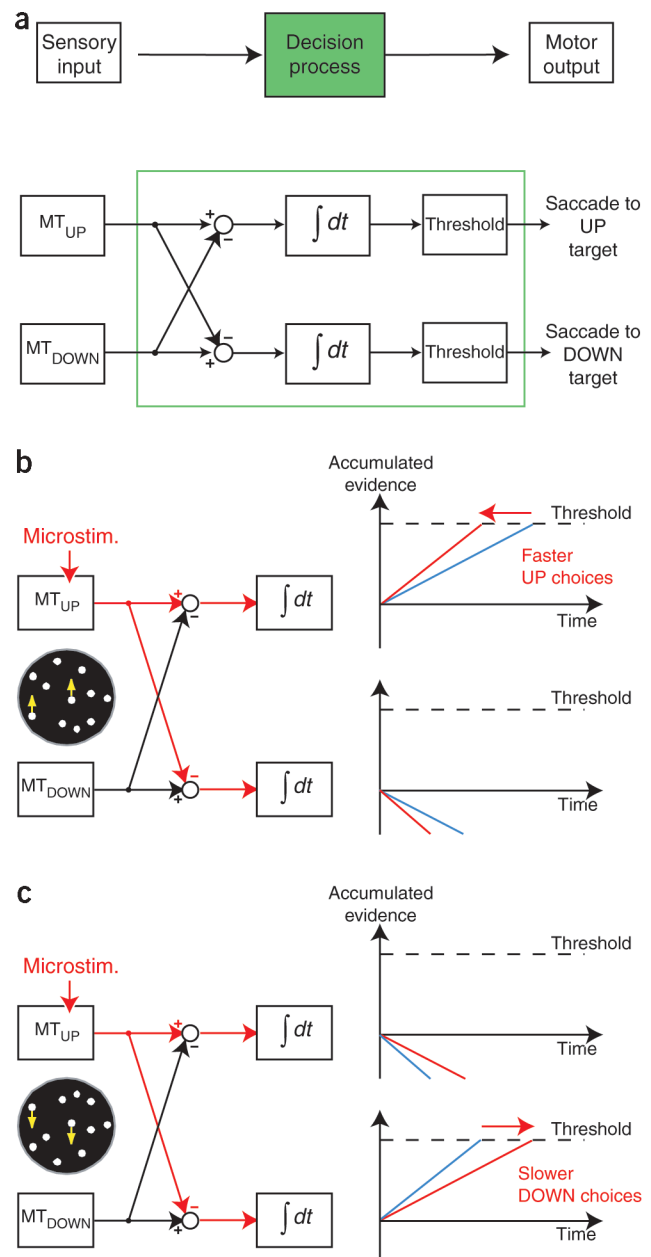 a
Sensory
input
Decision
process
Motor
output
MT UP
+
−
∫ dt
Threshold
Saccade to
UP
target
MT DOWN
−
+
∫ dt
Threshold
Saccade to
DOWN
target
b
Microstim.
MT UP
+
−
∫ dt
MT DOWN
−
+
∫ dt
Accumulated
evidence
Threshold
Faster
UP choices
Time
Threshold
Time
c
Microstim.
MT UP
+
−
∫ dt
MT DOWN
−
+
∫ dt
Accumulated
evidence
Threshold
Time
Threshold
Slower
DOWN choices
Time